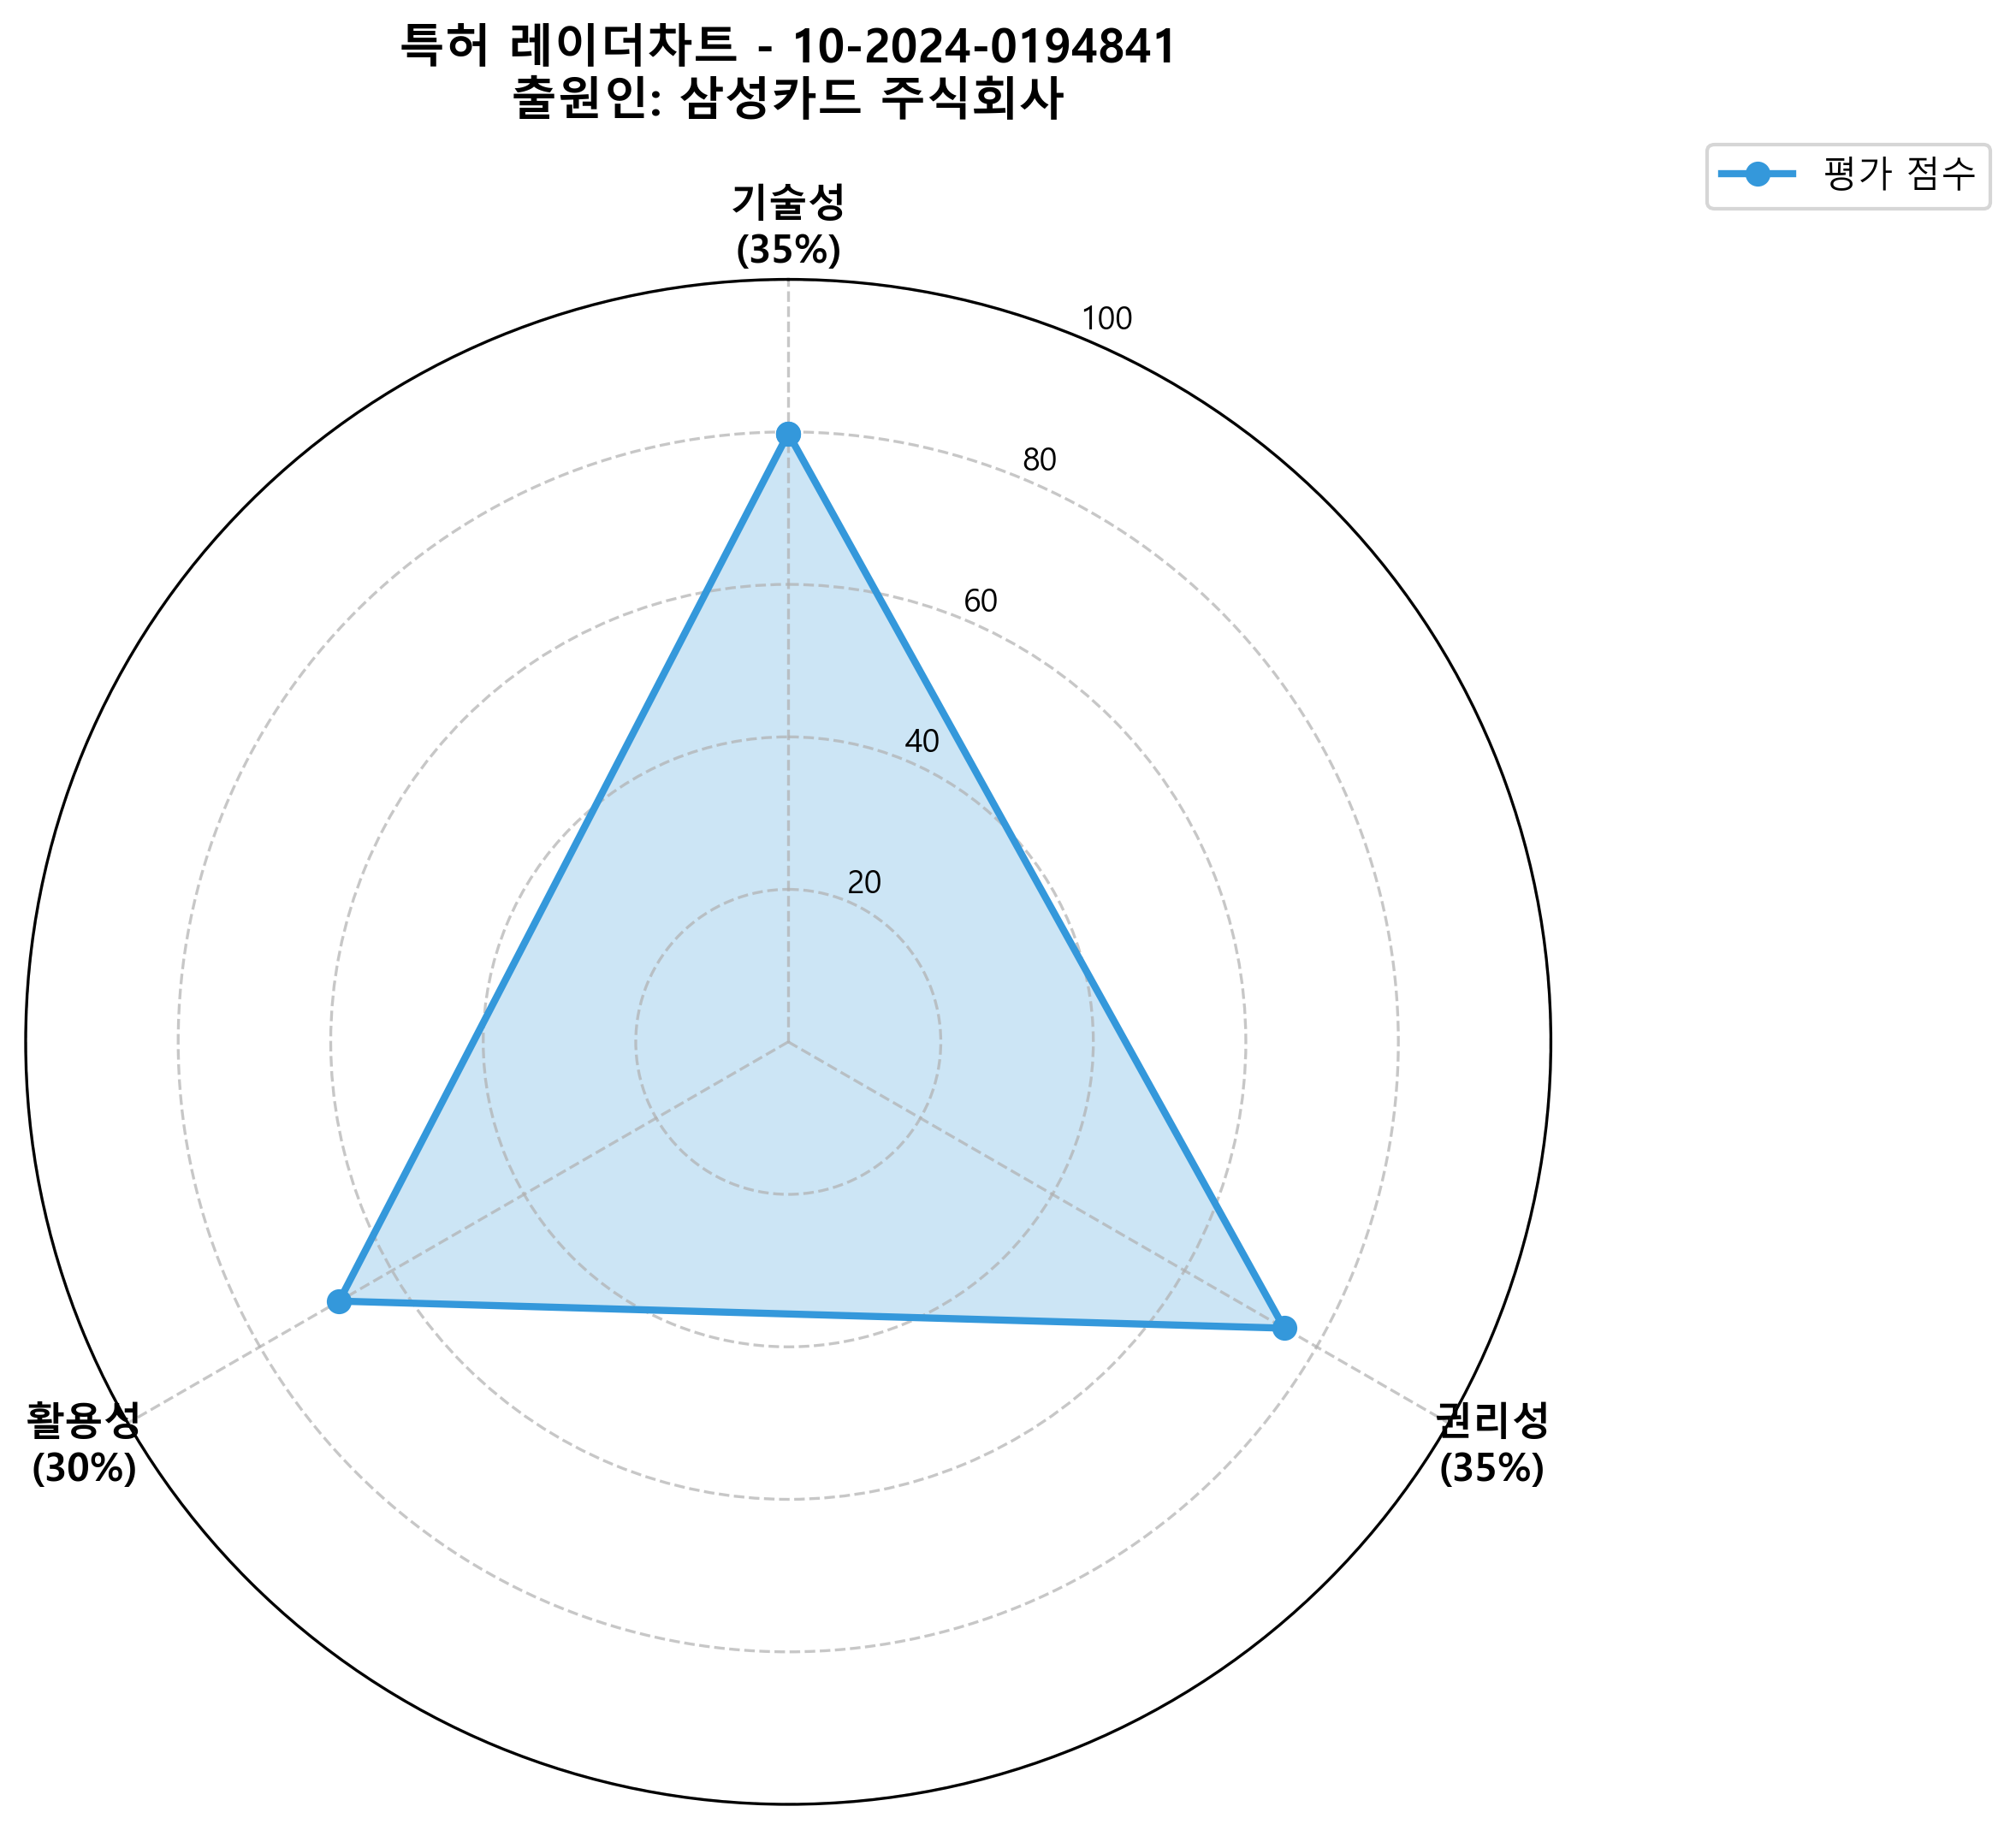 특허 레이더차트 - 10-2024-0194841
출원인: 삼성카드 주식회사
평가 점수
기술성
(35%)
100
80
60
40
20
활용성
(30%)
권리성
(35%)